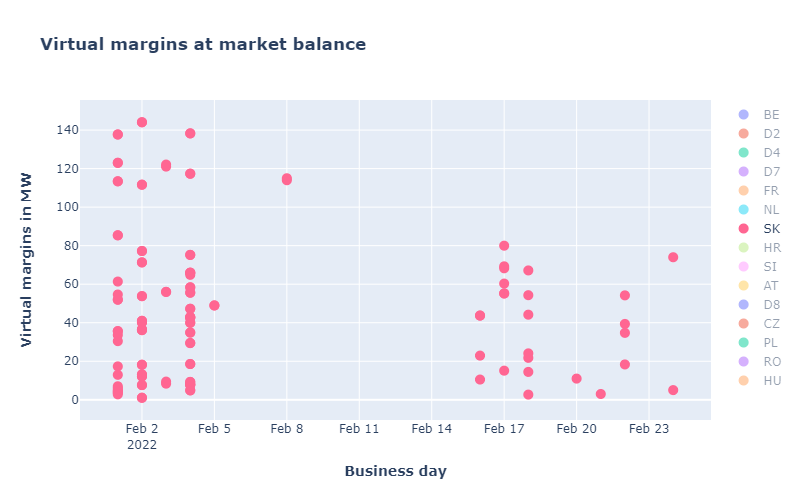 Virtual margins at market balance
Virtual margins in MW
140
120
100
80
60
40
20
0
Feb 2
2022
Feb 5
Feb 8
Feb 11
Feb 14
Feb 17
Feb 20
Feb 23
Business day
BE
D2
D4
D7
FR
NL
SK
HR
SI
AT
D8
CZ
PL
RO
HU